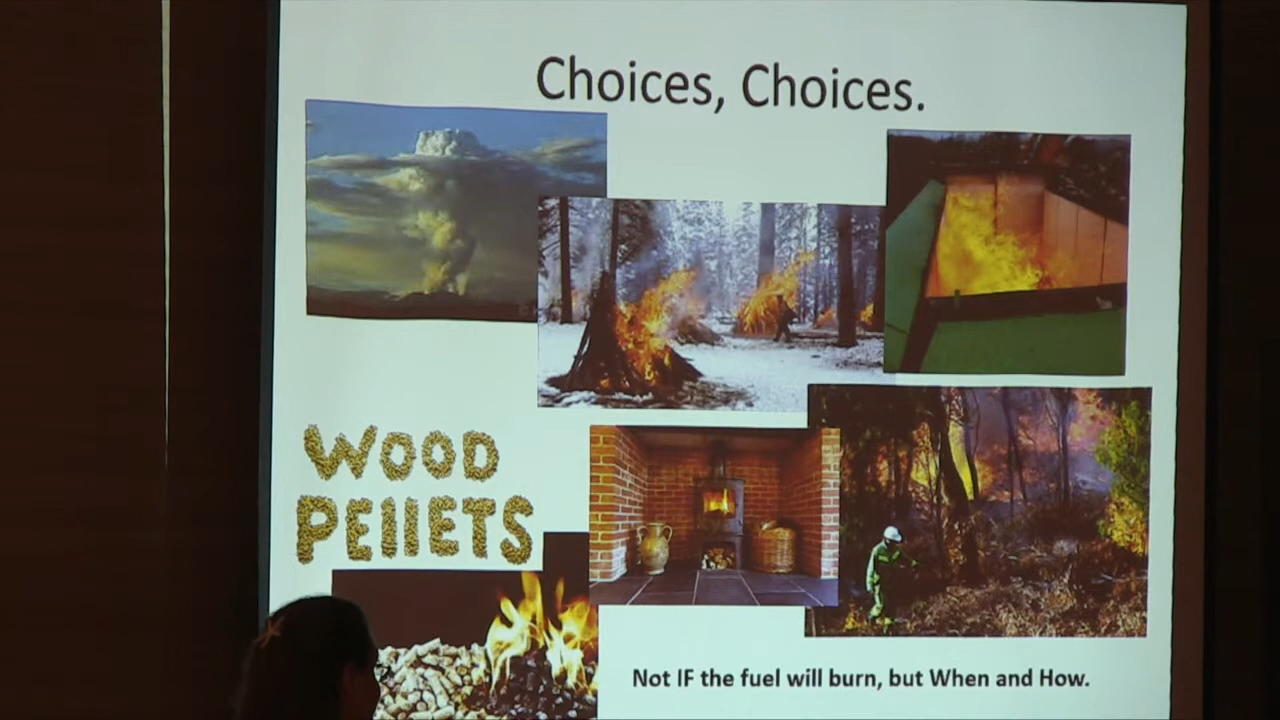 Choices, Choices.
WOOD
PEllETS
Not IF the fuel will burn, but When and How.